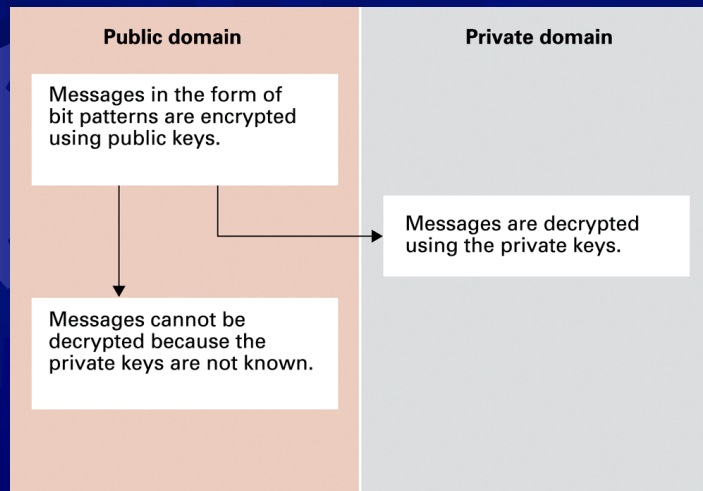 Public domain
Private domain
Messages in the form of
bit patterns are encrypted
using public keys.
Messages are decrypted
using the private keys.
Messages cannot be
decrypted because the
private keys are not known.